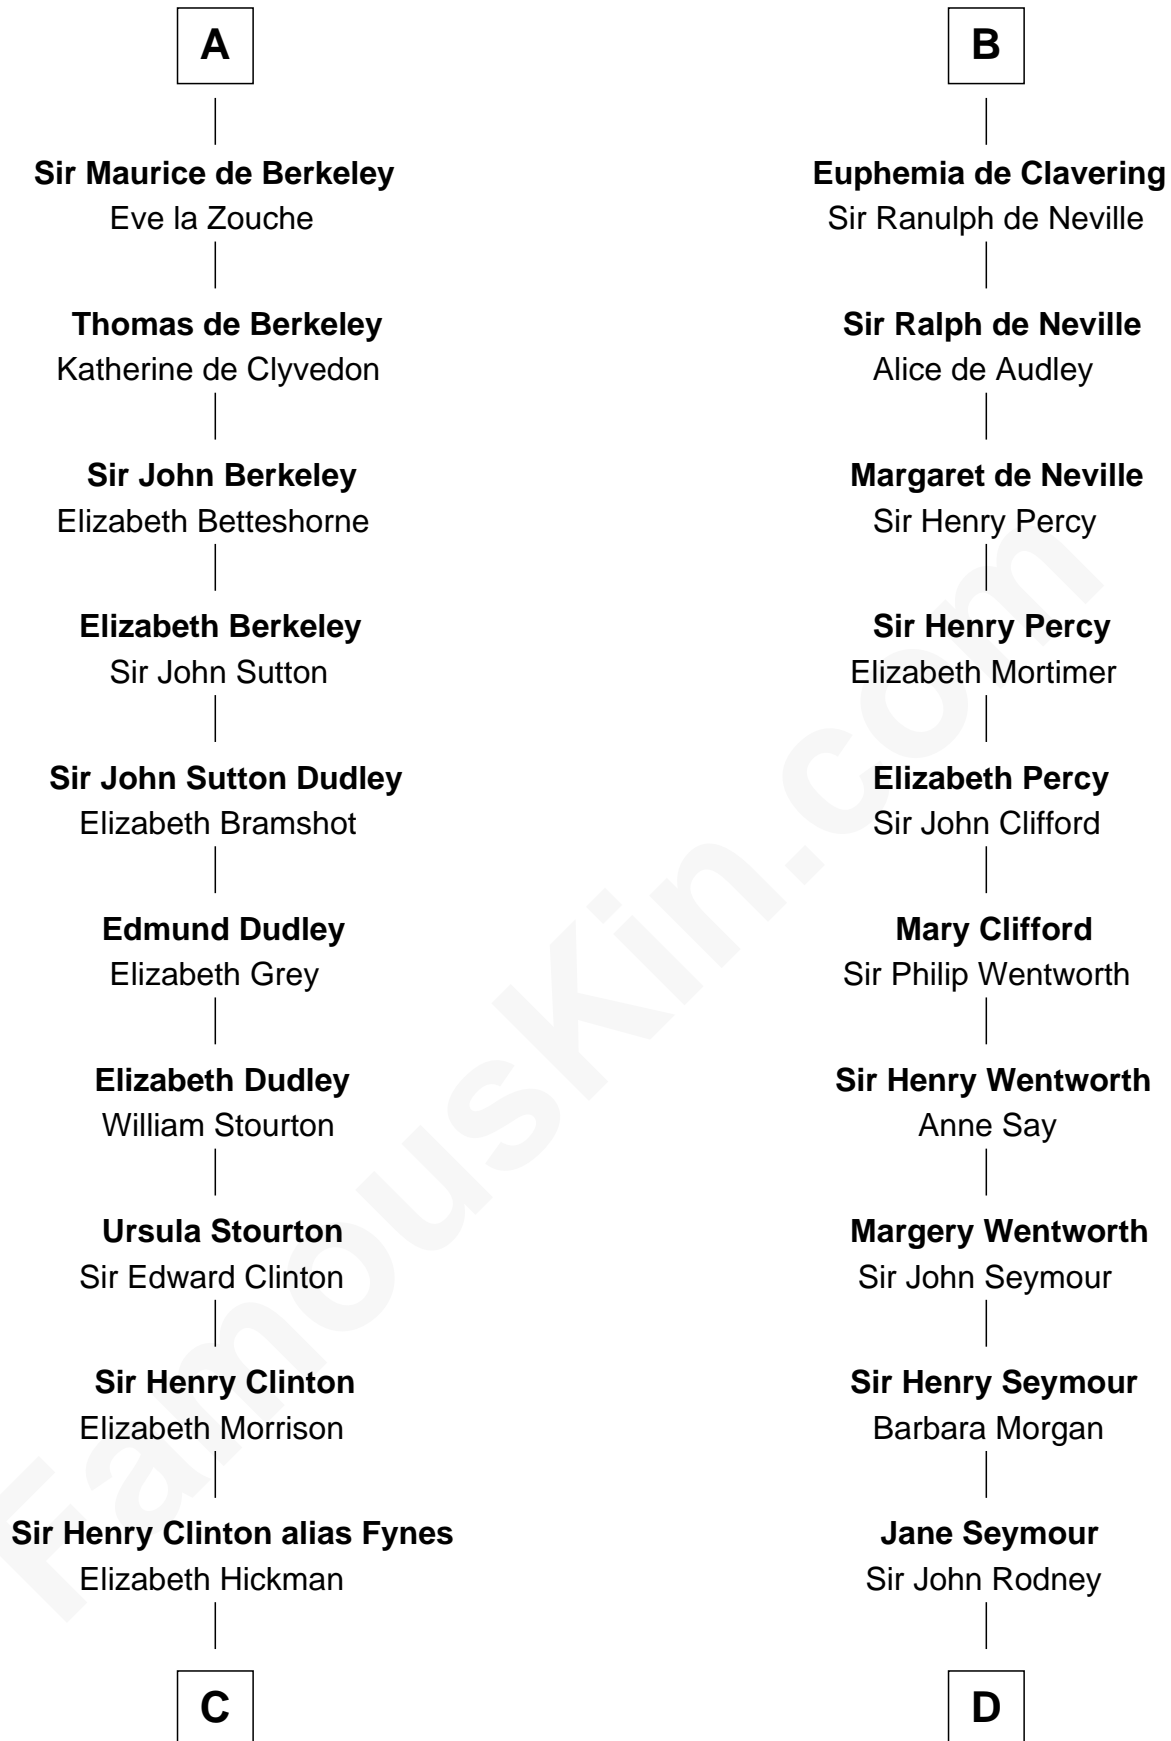 A
Sir Maurice de Berkeley
Eve la Zouche
Thomas de Berkeley
Katherine de Clyvedon
Sir John Berkeley
Elizabeth Betteshorne
Elizabeth Berkeley
Sir John Sutton
Sir John Sutton Dudley
Elizabeth Bramshot
Edmund Dudley
Elizabeth Grey
Elizabeth Dudley
William Stourton
Ursula Stourton
Sir Edward Clinton
Sir Henry Clinton
Elizabeth Morrison
Sir Henry Clinton alias Fynes
Elizabeth Hickman
C
B
Euphemia de Clavering
Sir Ranulph de Neville
Sir Ralph de Neville
Alice de Audley
Margaret de Neville
Sir Henry Percy
Sir Henry Percy
Elizabeth Mortimer
Elizabeth Percy
Sir John Clifford
Mary Clifford
Sir Philip Wentworth
Sir Henry Wentworth
Anne Say
Margery Wentworth
Sir John Seymour
Sir Henry Seymour
Barbara Morgan
Jane Seymour
Sir John Rodney
D
FamousKin.com